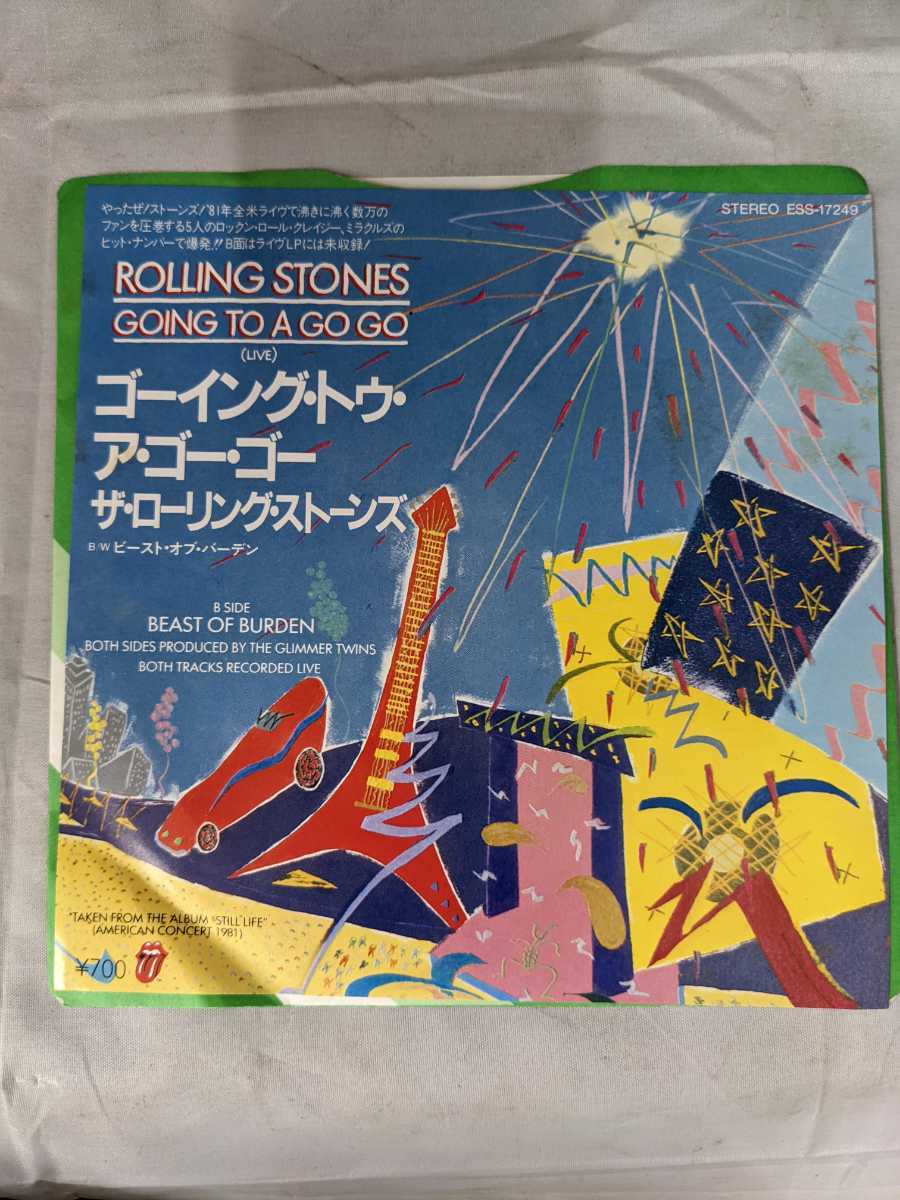 やったぜ!ストーンズ!'81年全米ライヴで沸きに沸く数万の
ファンを圧巻する5人のロックン・ロール・クレイジー、ミラクルズの
ヒット・ナンバーで爆発!! B面はライヴLPには未収録!
STEREO ESS-17249
ROLLING STONES
GOING TO A GO GO
(LIVE)
ゴーイング・トゥ・
ア・ゴー・ゴー
ザ・ローリング・ストーンズ
B/W ビースト・オブ・バーデン
B SIDE
BEAST OF BURDEN
BOTH SIDES PRODUCED BY THE GLIMMER TWINS
BOTH TRACKS RECORDED LIVE
"TAKEN FROM THE ALBUM "STILL LIFE"
(AMERICAN CONCERT 1981)
¥700